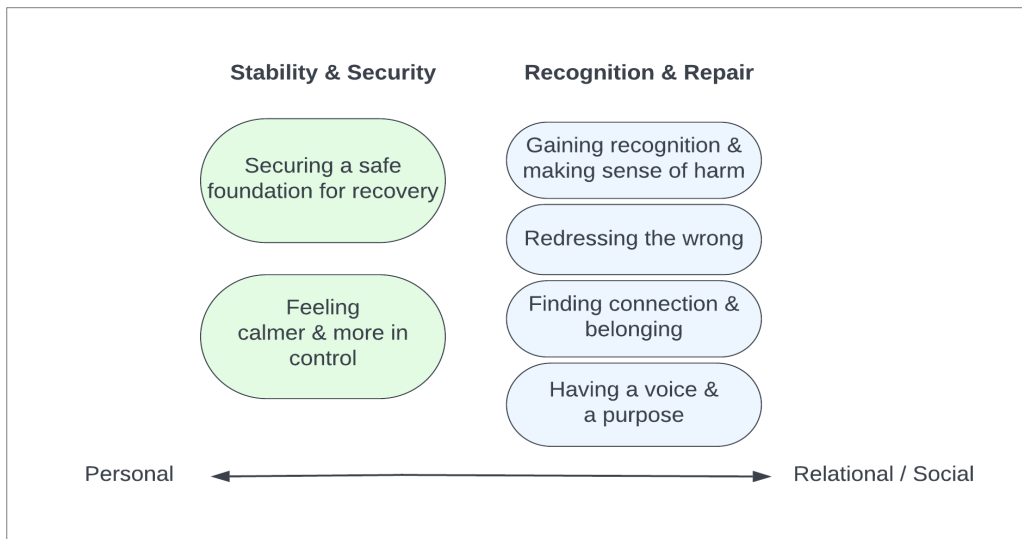 Stability & Security
Securing a safe
foundation for recovery
Feeling
calmer & more in
control
Recognition & Repair
Gaining recognition &
making sense of harm
Redressing the wrong
Finding connection &
belonging
Having a voice &
a purpose
Personal
Relational / Social